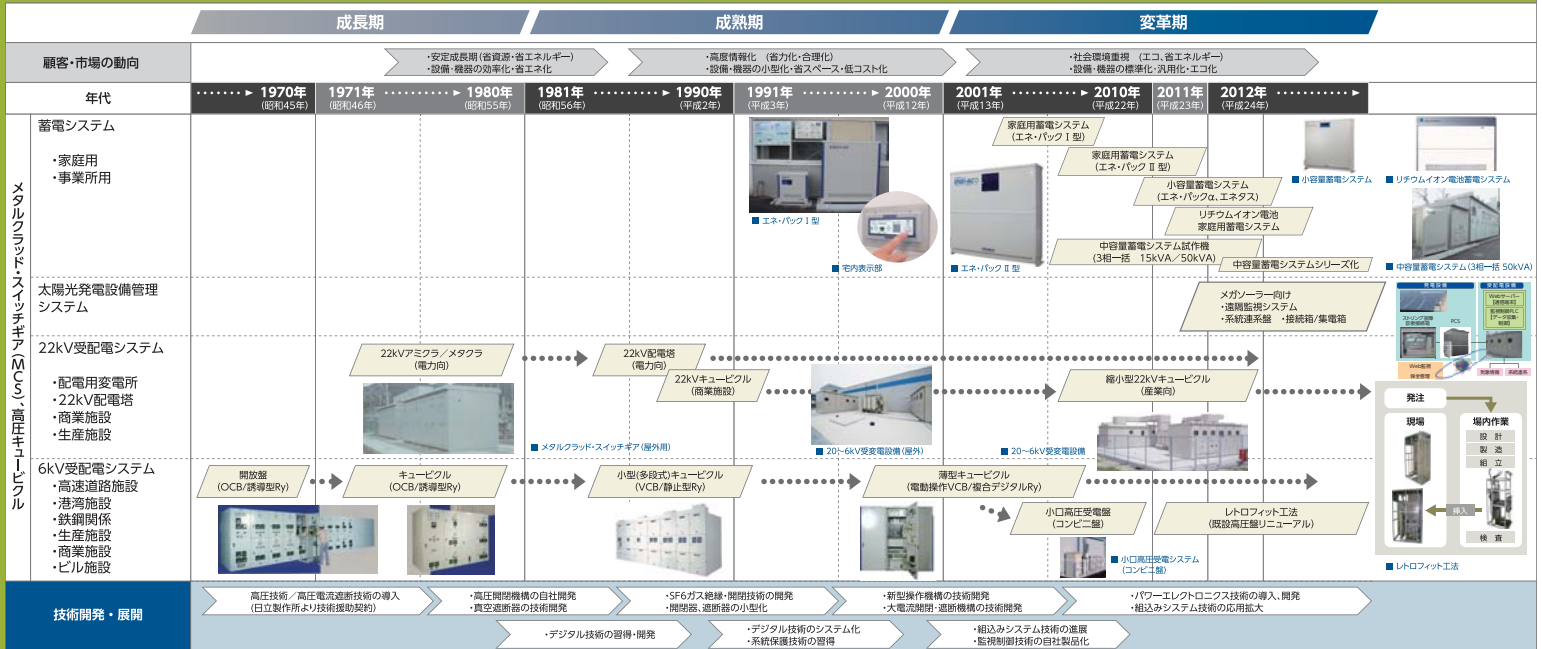 成長期
成熟期
変革期
顧客・市場の動向
・安定成長期(省資源・省エネルギー)
・設備・機器の効率化・省エネ化
・高度情報化 (省力化・合理化)
・設備・機器の小型化・省スペース・低コスト化
・社会環境重視 (エコ、省エネルギー)
・設備・機器の標準化・汎用化・エコ化
年代
1970年
(昭和45年)
1971年
(昭和46年)
1980年
(昭和55年)
1981年
(昭和56年)
1990年
(平成2年)
1991年
(平成3年)
2000年
(平成12年)
2001年
(平成13年)
2010年
(平成22年)
2011年
(平成23年)
2012年
(平成24年)
メタルクラッド・スイッチギア(MCS)、高圧キュービクル
蓄電システム
・家庭用
・事業所用
家庭用蓄電システム
(エネ・パックⅠ型)
家庭用蓄電システム
(エネ・パックⅡ型)
小容量蓄電システム
(エネ・パックα、エネタス)
リチウムイオン電池
家庭用蓄電システム
中容量蓄電システム試作機
(3相一括 15kVA/50kVA)
中容量蓄電システムシリーズ化
■ エネ・パックⅠ型
■ 宅内表示部
■ エネ・パックⅡ型
■ 小容量蓄電システム
■ リチウムイオン電池蓄電システム
■ 中容量蓄電システム(3相一括 50kVA)
太陽光発電設備管理
システム
メガソーラー向け
・遠隔監視システム
・系統連系盤 ・接続箱/集電箱
発電設備
受配電設備
Webサーバー
PCS
Web監視
保全管理
気象情報
系統連系
22kV受配電システム
・配電用変電所
・22kV配電塔
・商業施設
・生産施設
22kVアミクラ/メタクラ
(電力向)
22kV配電塔
(電力向)
22kVキュービクル
(商業施設)
縮小型22kVキュービクル
(産業向)
■ メタルクラッド・スイッチギア(屋外用)
■ 20~6kV受変電設備(屋外)
■ 20~6kV受変電設備
6kV受配電システム
・高速道路施設
・港湾施設
・鉄鋼関係
・生産施設
・商業施設
・ビル施設
開放盤
(OCB/誘導型Ry)
キュービクル
(OCB/誘導型Ry)
小型(多段式)キュービクル
(VCB/静止型Ry)
薄型キュービクル
(電動操作VCB/複合デジタルRy)
小口高圧受電盤
(コンビニ盤)
レトロフィット工法
(既設高圧盤リニューアル)
■ 小口高圧受電システム
(コンビニ盤)
発注
現場
場内作業
設 計
製 造
組 立
挿入
検 査
■ レトロフィット工法
技術開発・展開
高圧技術/高圧電流遮断技術の導入
(日立製作所より技術援助契約)
・高圧開閉機構の自社開発
・真空遮断器の技術開発
・SF6ガス絶縁・開閉技術の開発
・開閉器、遮断器の小型化
・新型操作機構の技術開発
・大電流開閉・遮断機構の技術開発
・パワーエレクトロニクス技術の導入、開発
・組込みシステム技術の応用拡大
・デジタル技術の習得・開発
・デジタル技術のシステム化
・系統保護技術の習得
・組込みシステム技術の進展
・監視制御技術の自社製品化